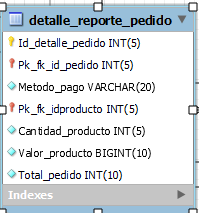 detalle_reporte_pedido
Id_detalle_pedido INT(5)
Pk_fk_id_pedido INT(5)
Metodo_pago VARCHAR(20)
Pk_fk_idproducto INT(5)
Cantidad_producto INT(5)
Valor_producto BIGINT(10)
Total_pedido INT(10)
Indexes